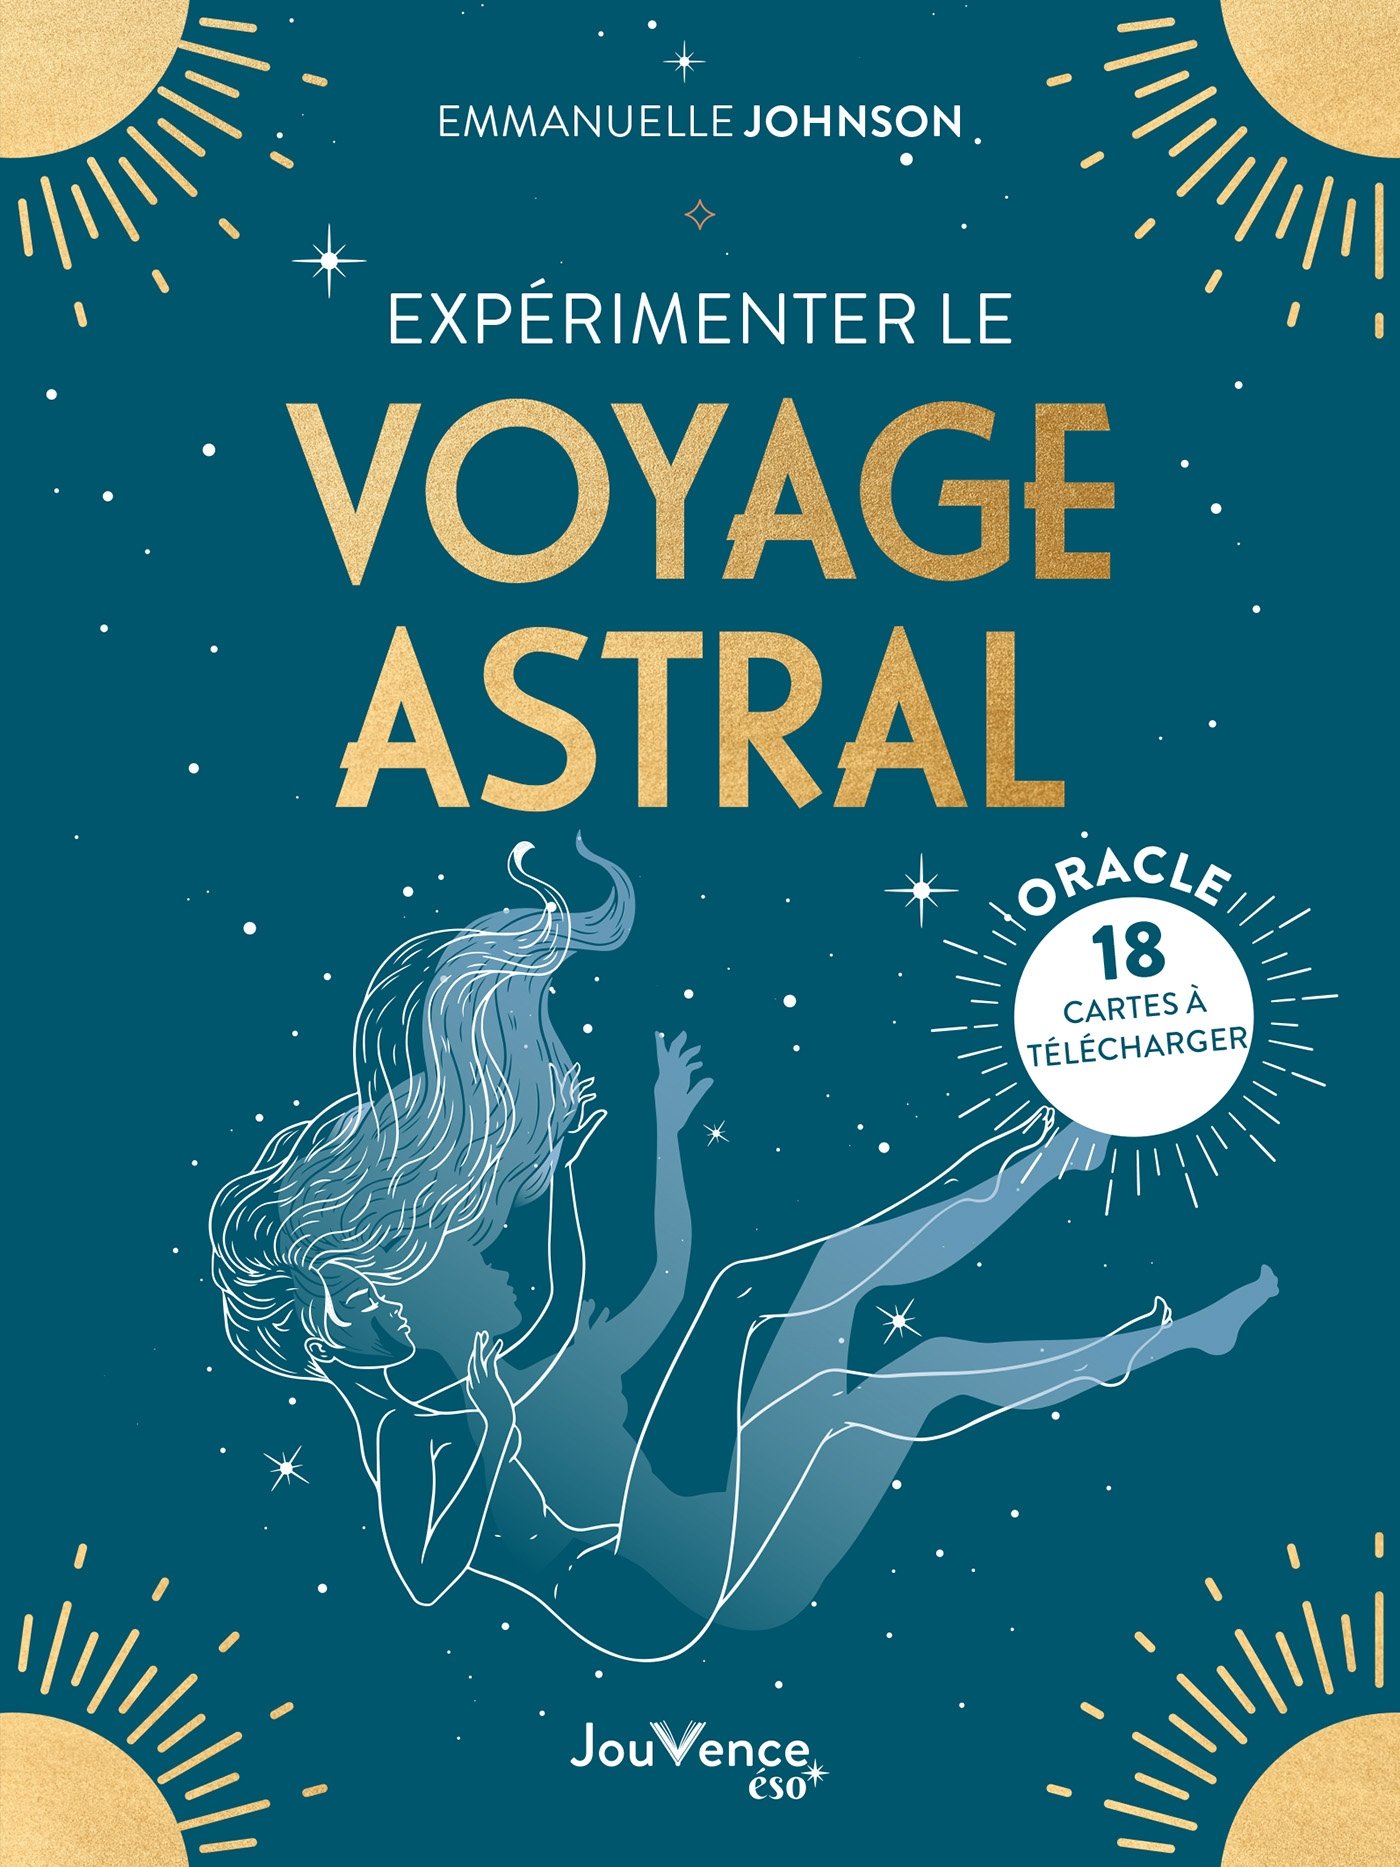 EMMANUELLE JOHNSON
EXPÉRIMENTER LE
VOYAGE
ASTRAL
ORACLE
18
CARTES À
TÉLÉCHARGER
JouVence
éso